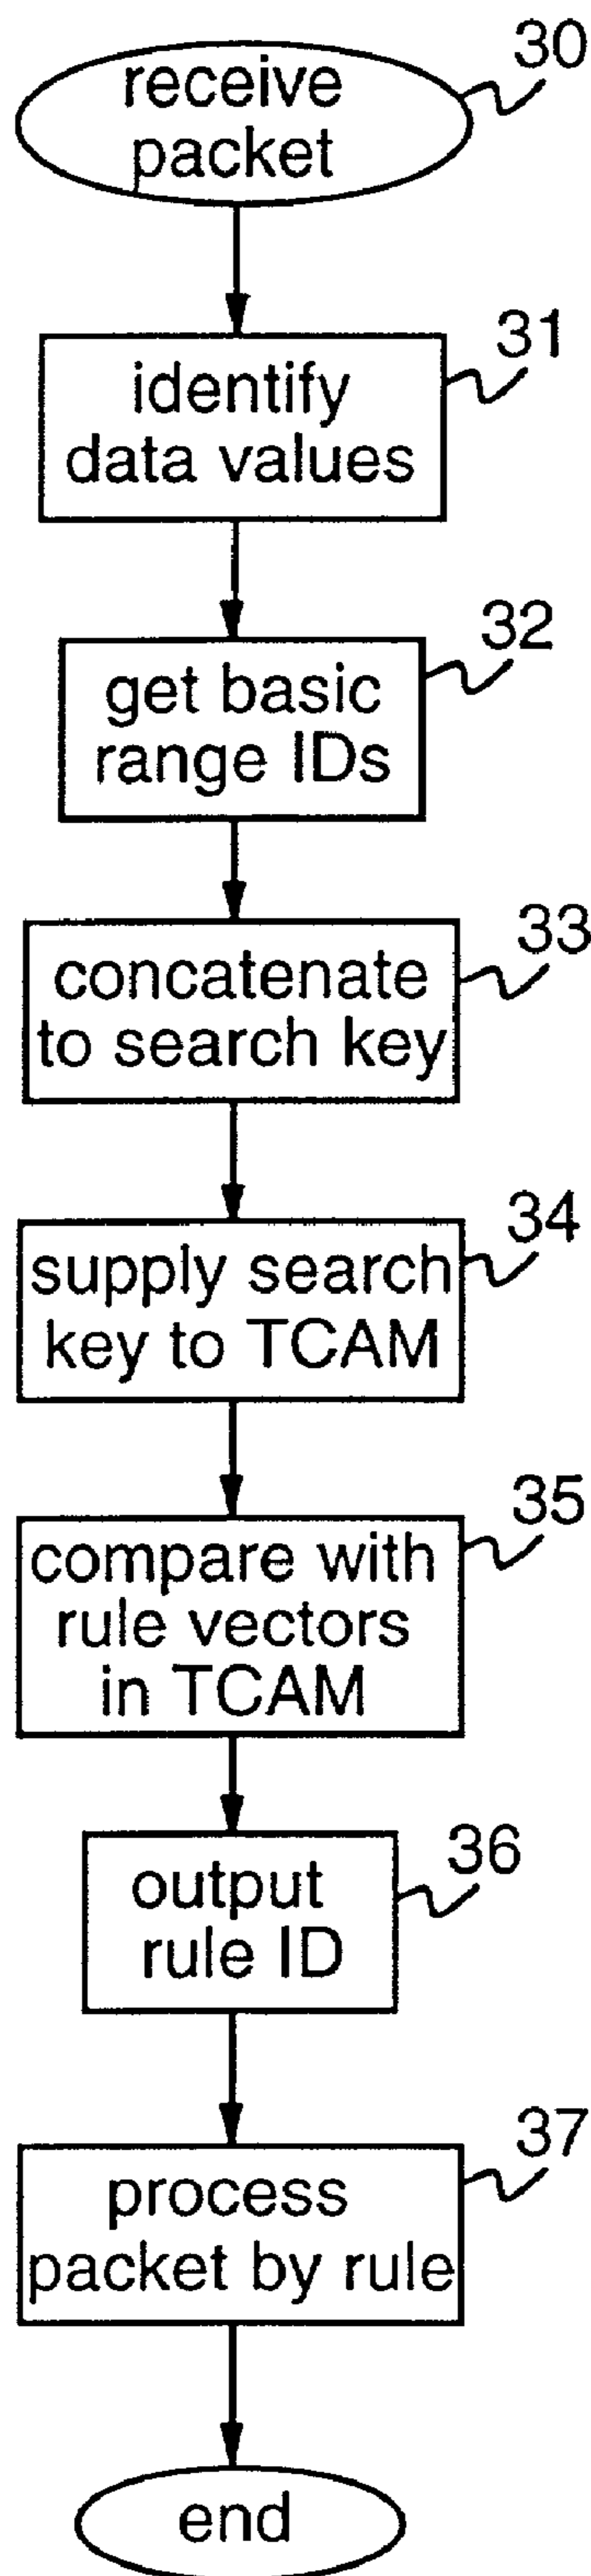 30
receive
packet
31
identify
data values
32
get basic
range IDs
33
concatenate
to search key
34
supply search
key to TCAM
35
compare with
rule vectors
in TCAM
36
output
rule ID
37
process
packet by rule
end